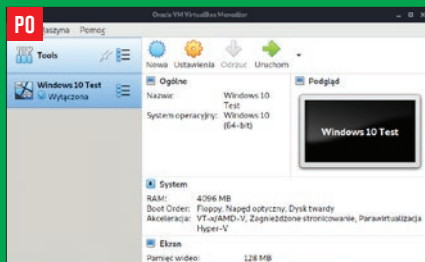 PO
Oracle VM VirtualBox Manager
aszyna Pomoc
Tools
Windows 10 Test
Wyłączona
Nowa Ustawienia Odrzuć Uruchom
Ogólne
Nazwa: Windows 10
Test
System operacyjny: Windows 10
(64-bit)
Podgląd
Windows 10 Test
System
RAM: 4096 MB
Boot Order: Floppy, Napęd optyczny, Dysk twardy
Akceleracja: VT-x/AMD-V, Zagnieżdżone stronicowanie, Parawirtualizacja
Hyper-V
Ekran
Pamięć wideo: 128 MB